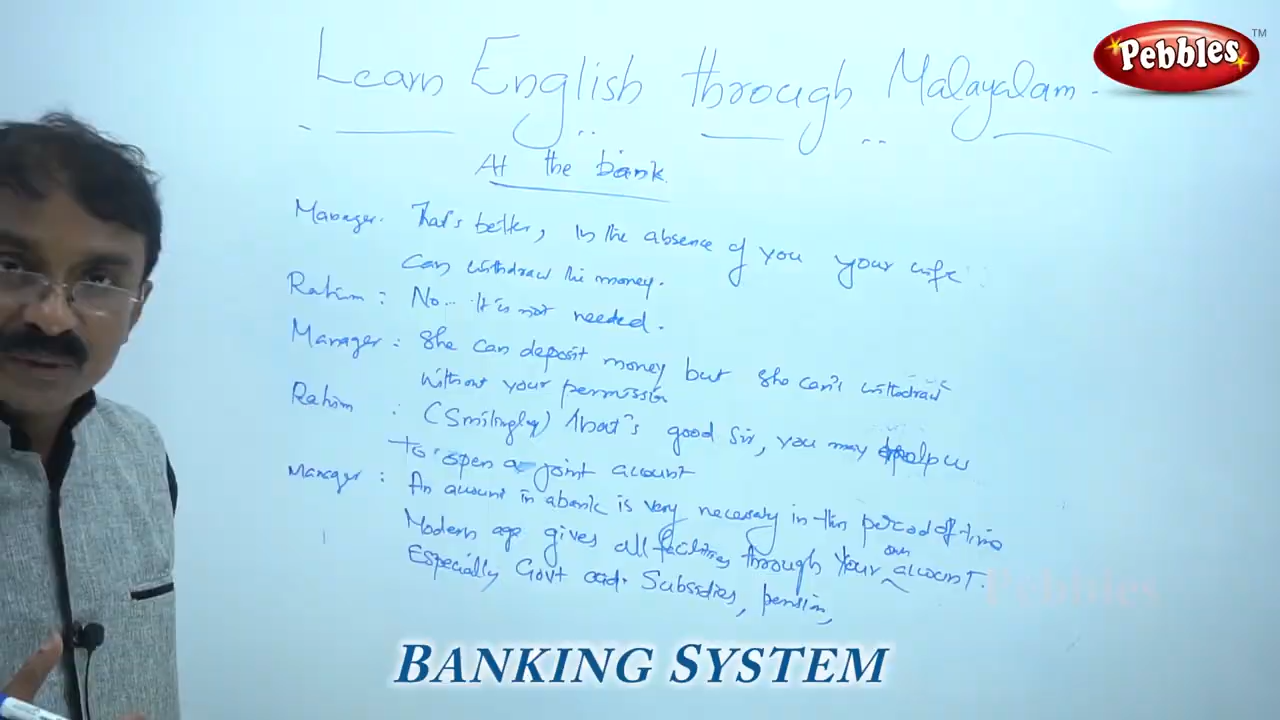 Learn English through Malayalam.
Pebbles TM
At the bank.
Manager. That's better, in the absence of you your wife
can withdraw the money.
Rahim : No... It is not needed.
Manager : She can deposit money but she can't withdraw
without your permission
Rahim : (Smilingly) that's good sir, you may help us
to open a joint account
Manager : An account in a bank is very necessary in this period of time
Modern age gives all facilities through your own account.
Especially Govt aid. Subsidies, pension,
Pebbles
BANKING SYSTEM